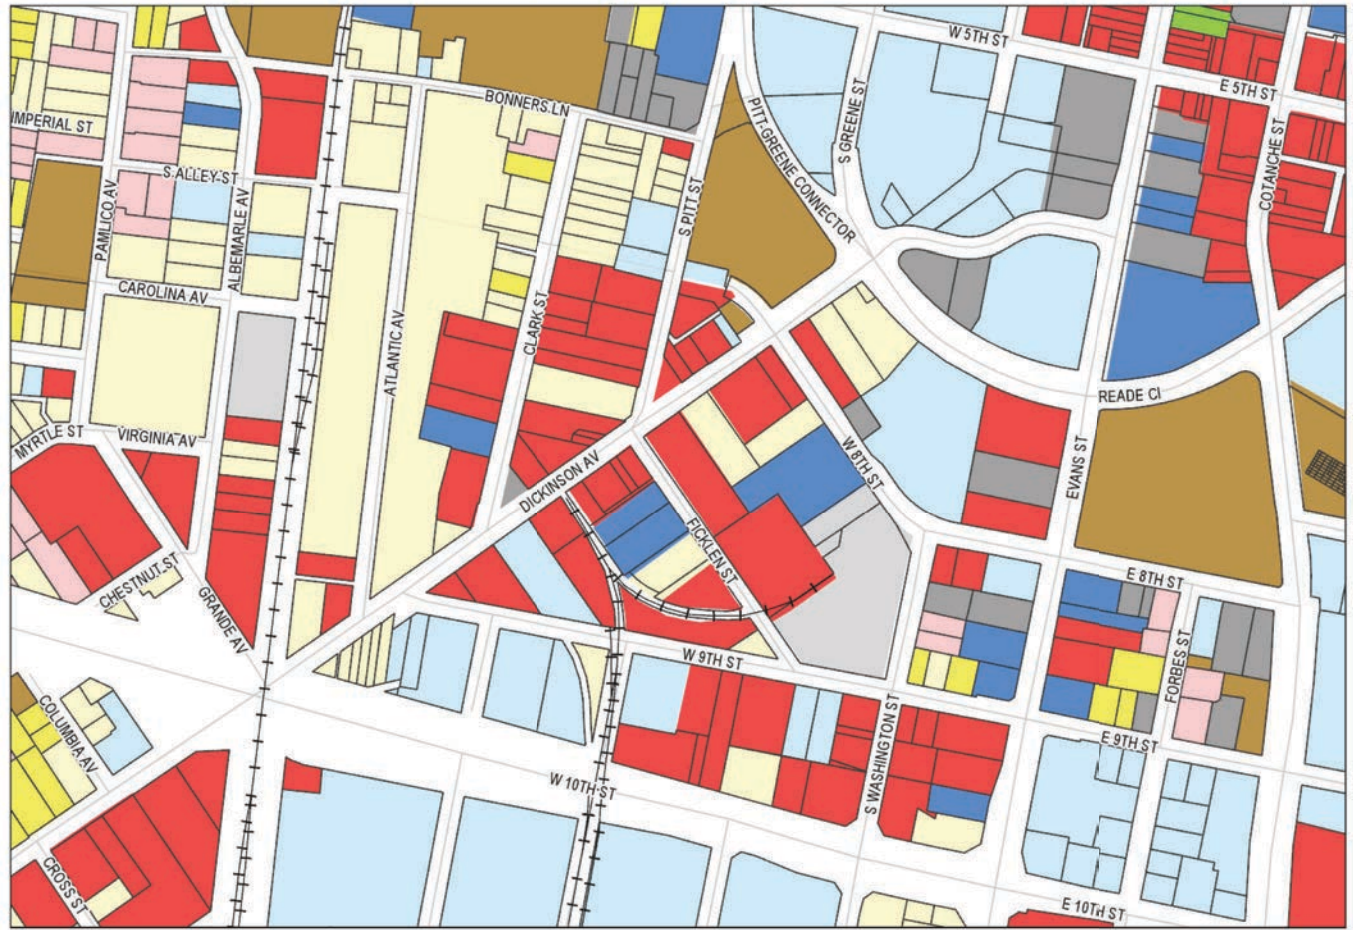 W 5TH ST
E 5TH ST
BONNERS LN
PITT-GREENE CONNECTOR
S GREENE ST
COTANCHE ST
IMPERIAL ST
S ALLEY ST
PAMLICO AV
ALBEMARLE AV
S PITT ST
CAROLINA AV
CLARK ST
ATLANTIC AV
READE CI
MYRTLE ST
VIRGINIA AV
DICKINSON AV
W 8TH ST
EVANS ST
FICKLEN ST
CHESTNUT ST
GRANDE AV
E 8TH ST
FORBES ST
W 9TH ST
COLUMBIA AV
S WASHINGTON ST
E 9TH ST
W 10TH ST
CROSS ST
E 10TH ST